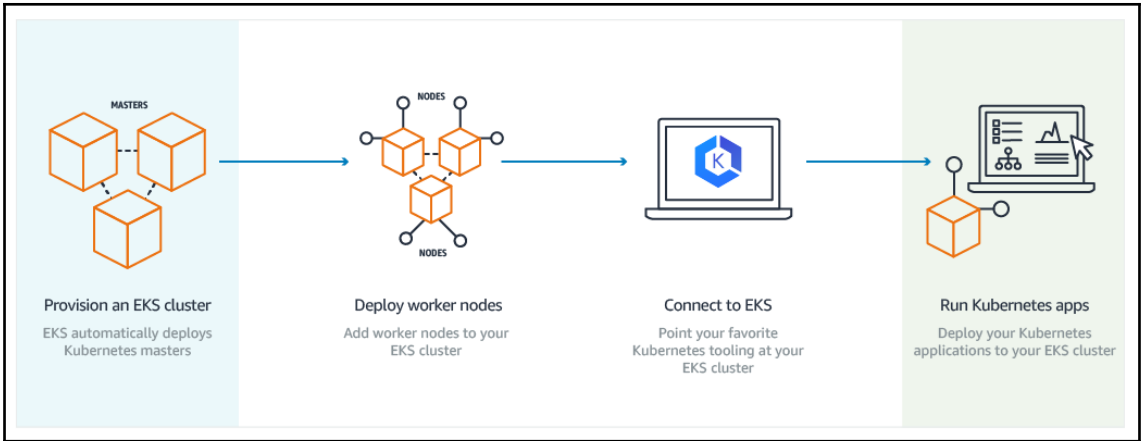 MASTERS
NODES
NODES
K
Provision an EKS cluster
EKS automatically deploys
Kubernetes masters
Deploy worker nodes
Add worker nodes to your
EKS cluster
Connect to EKS
Point your favorite
Kubernetes tooling at your
EKS cluster
Run Kubernetes apps
Deploy your Kubernetes
applications to your EKS cluster